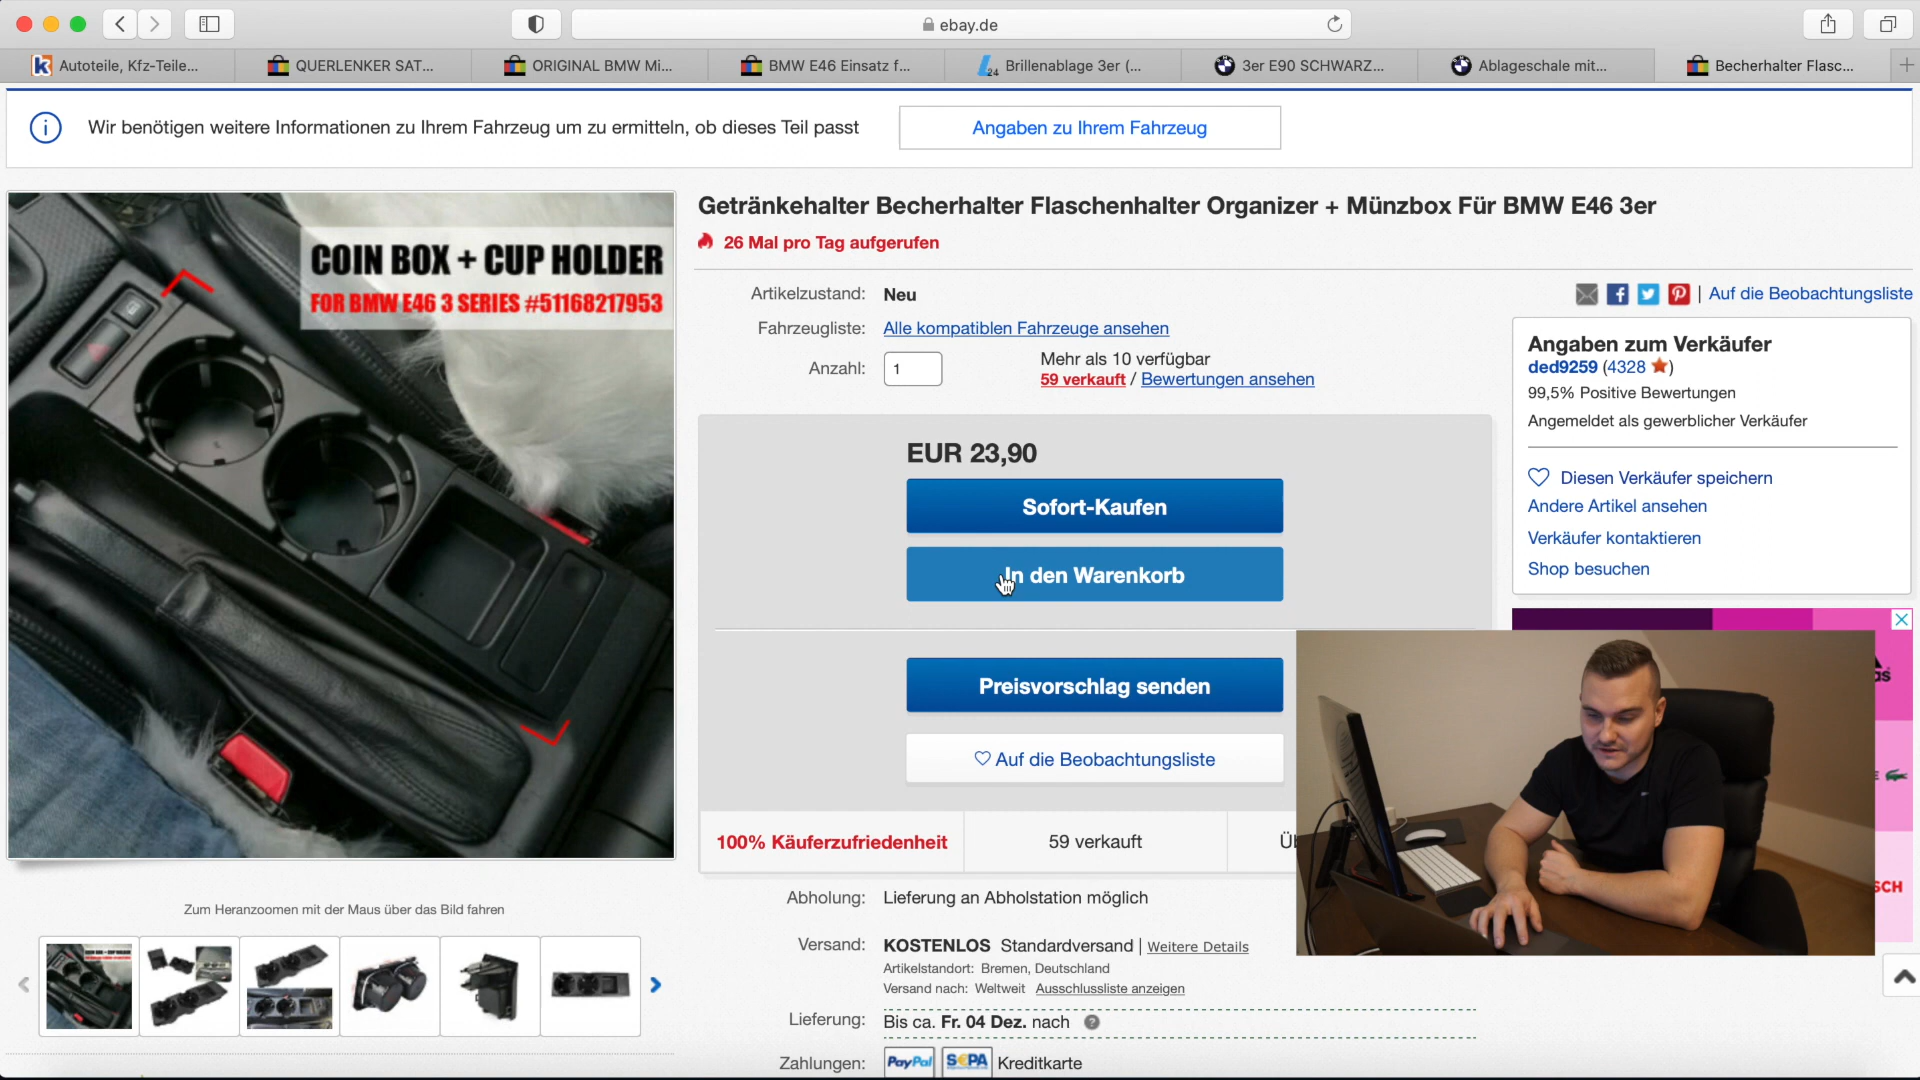 ebay.de
Autoteile, Kfz-Teile...
QUERLENKER SAT...
ORIGINAL BMW Mi...
BMW E46 Einsatz f...
Brillenablage 3er (...
3er E90 SCHWARZ...
Ablageschale mit...
Becherhalter Flasc...
Wir benötigen weitere Informationen zu Ihrem Fahrzeug um zu ermitteln, ob dieses Teil passt
Angaben zu Ihrem Fahrzeug
COIN BOX + CUP HOLDER
FOR BMW E46 3 SERIES #51168217953
Getränkehalter Becherhalter Flaschenhalter Organizer + Münzbox Für BMW E46 3er
26 Mal pro Tag aufgerufen
Artikelzustand: Neu
Fahrzeugliste: Alle kompatiblen Fahrzeuge ansehen
Anzahl: 1
Mehr als 10 verfügbar
59 verkauft / Bewertungen ansehen
EUR 23,90
Sofort-Kaufen
In den Warenkorb
Preisvorschlag senden
Auf die Beobachtungsliste
100% Käuferzufriedenheit
59 verkauft
Abholung: Lieferung an Abholstation möglich
Versand: KOSTENLOS Standardversand | Weitere Details
Artikelstandort: Bremen, Deutschland
Versand nach: Weltweit Ausschlussliste anzeigen
Lieferung: Bis ca. Fr. 04 Dez. nach
Zahlungen: PayPal SEPA Kreditkarte
| Auf die Beobachtungsliste
Angaben zum Verkäufer
ded9259 (4328 )
99,5% Positive Bewertungen
Angemeldet als gewerblicher Verkäufer
Diesen Verkäufer speichern
Andere Artikel ansehen
Verkäufer kontaktieren
Shop besuchen
Zum Heranzoomen mit der Maus über das Bild fahren